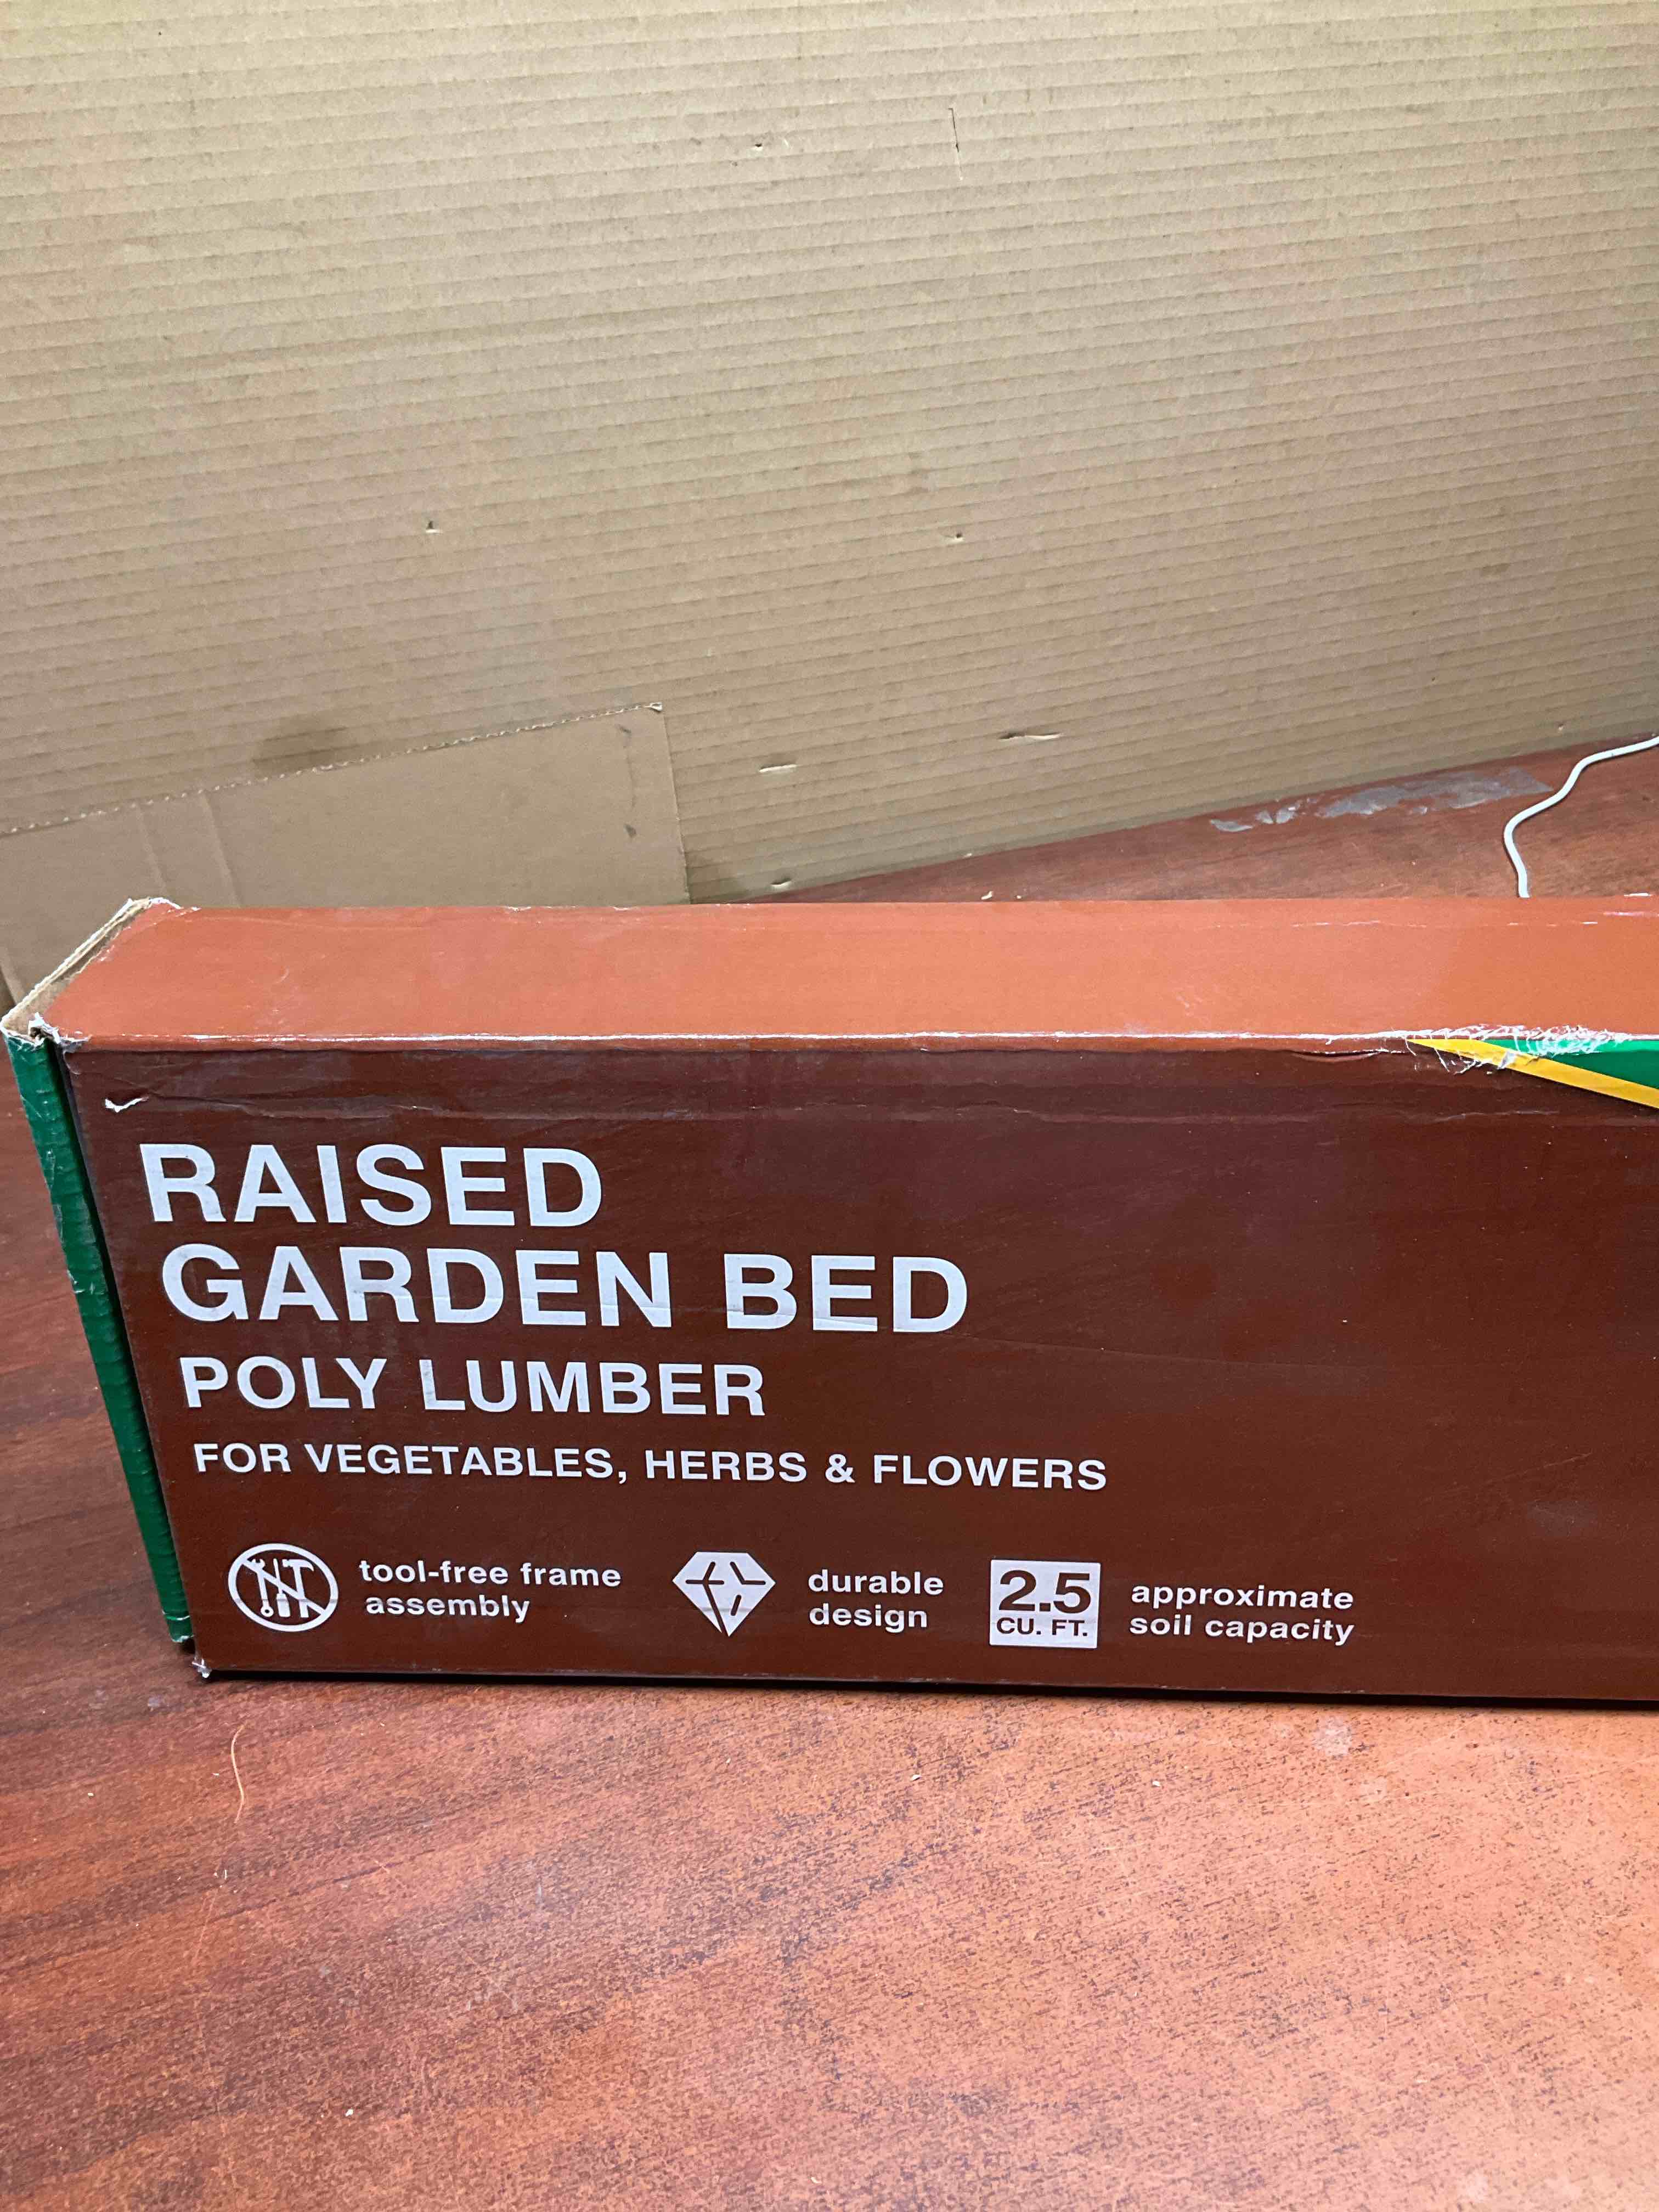 RAISED
GARDEN BED
POLY LUMBER
FOR VEGETABLES, HERBS & FLOWERS
tool-free frame
assembly
durable
design
2.5
CU. FT.
approximate
soil capacity